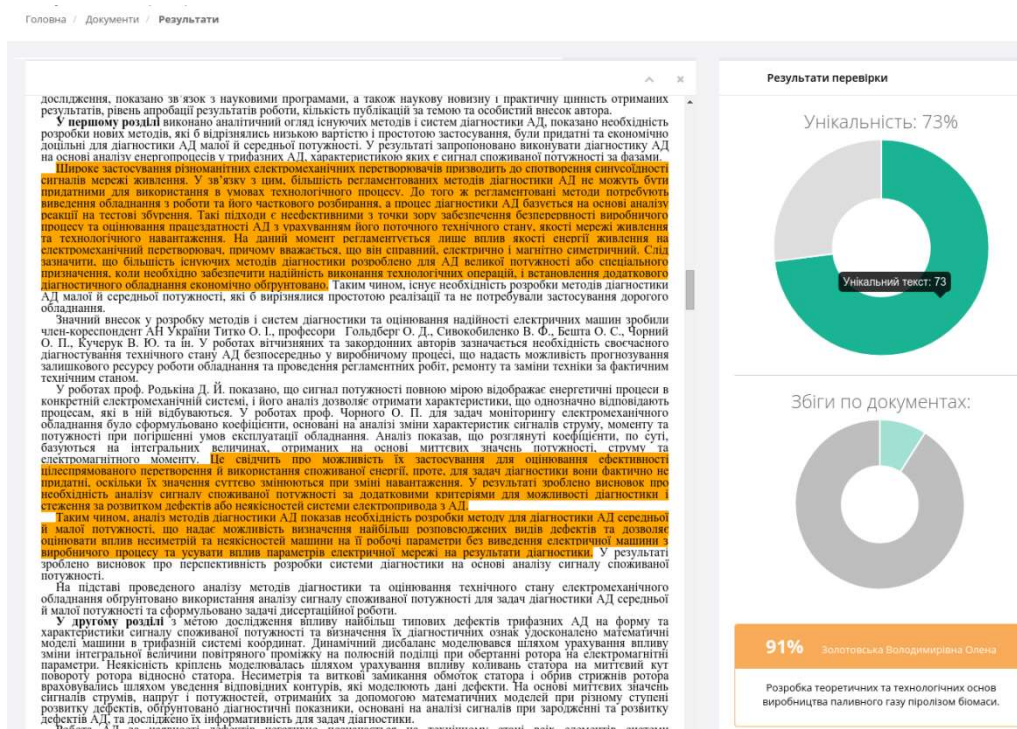 Головна / Документи / Результати
дослідження, показано зв'язок з науковими програмами, а також наукову новизну і практичну цінність отриманих
результатів, рівень апробації результатів роботи, кількість публікацій за темою та особистий внесок автора.
У першому розділі виконано аналітичний огляд існуючих методів і систем діагностики АД, показано необхідність
розробки нових методів, які б відрізнялись низькою вартістю і простотою застосування, були придатні та економічно
доцільні для діагностики АД малої й середньої потужності. У результаті запропоновано виконувати діагностику АД
на основі аналізу енергопроцесів у трифазних АД, характеристикою яких є сигнал споживаної потужності за фазами.
Широке застосування різноманітних електромеханічних перетворювачів призводить до спотворення синусоїдності
сигналів мережі живлення. У зв'язку з цим, більшість регламентованих методів діагностики АД не можуть бути
придатними для використання в умовах технологічного процесу. До того ж регламентовані методи потребують
виведення обладнання з роботи та його часткового розбирання, а процес діагностики АД базується на основі аналізу
реакції на тестові збурення. Такі підходи є неефективними з точки зору забезпечення безперервності виробничого
процесу та оцінювання працездатності АД з урахуванням його поточного технічного стану, якості мережі живлення
та технологічного навантаження. На даний момент регламентується лише вплив якості енергії живлення на
електромеханічний перетворювач, причому вважається, що він справний, електрично і магнітно симетричний. Слід
зазначити, що більшість існуючих методів діагностики розроблено для АД великої потужності або спеціального
призначення, коли необхідно забезпечити надійність виконання технологічних операцій, і встановлення додаткового
діагностичного обладнання економічно обґрунтовано. Таким чином, існує необхідність розробки методів діагностики
АД малої й середньої потужності, які б вирізнялися простотою реалізації та не потребували застосування дорогого
обладнання.
Значний внесок у розробку методів і систем діагностики та оцінювання надійності електричних машин зробили
член-кореспондент АН України Титко О. І., професори Гольдберг О. Д., Сивокобиленко В. Ф., Бешта О. С., Чорний
О. П., Кучерук В. Ю. та ін. У роботах вітчизняних та закордонних авторів зазначається необхідність своєчасного
діагностування технічного стану АД безпосередньо у виробничому процесі, що надасть можливість прогнозування
залишкового ресурсу роботи обладнання та проведення регламентних робіт, ремонту та заміни техніки за фактичним
технічним станом.
У роботах проф. Родькіна Д. Й. показано, що сигнал потужності повною мірою відображає енергетичні процеси в
конкретній електромеханічній системі, і його аналіз дозволяє отримати характеристики, що однозначно відповідають
процесам, які в ній відбуваються. У роботах проф. Чорного О. П. для задач моніторингу електромеханічного
обладнання було сформульовано коефіцієнти, основані на аналізі зміни характеристик сигналів струму, моменту та
потужності при погіршенні умов експлуатації обладнання. Аналіз показав, що розглянуті коефіцієнти, по суті,
базуються на інтегральних величинах, отриманих на основі миттєвих значень потужності, струму та
електромагнітного моменту. Це свідчить про можливість їх застосування для оцінювання ефективності
цілеспрямованого перетворення й використання споживаної енергії, проте, для задач діагностики вони фактично не
придатні, оскільки їх значення суттєво змінюються при зміні навантаження. У результаті зроблено висновок про
необхідність аналізу сигналу споживаної потужності за додатковими критеріями для можливості діагностики і
стеження за розвитком дефектів або неякісностей системи електропривода з АД.
Таким чином, аналіз методів діагностики АД показав необхідність розробки методу для діагностики АД середньої
й малої потужності, що надає можливість визначення найбільш розповсюджених видів дефектів та дозволяє
оцінювати вплив несиметрій та неякісностей машини на її робочі параметри без виведення електричної машини з
виробничого процесу та усувати вплив параметрів електричної мережі на результати діагностики. У результаті
зроблено висновок про перспективність розробки системи діагностики на основі аналізу сигналу споживаної
потужності.
На підставі проведеного аналізу методів діагностики та оцінювання технічного стану електромеханічного
обладнання обґрунтовано використання аналізу сигналу споживаної потужності для задач діагностики АД середньої
й малої потужності та сформульовано задачі дисертаційної роботи.
У другому розділі з метою дослідження впливу найбільш типових дефектів трифазних АД на форму та
характеристики сигналу споживаної потужності та визначення їх діагностичних ознак удосконалено математичні
моделі машини в трифазній системі координат. Динамічний дисбаланс моделювався шляхом урахування впливу
зміни інтегральної величини повітряного проміжку на полюсній поділці при обертанні ротора на електромагнітні
параметри. Неякісність кріплень моделювалась шляхом урахування впливу коливань статора на миттєвий кут
повороту ротора відносно статора. Несиметрія та виткові замикання обмоток статора і обрив стрижнів ротора
враховувались шляхом уведення відповідних контурів, які моделюють дані дефекти. На основі миттєвих значень
сигналів струмів, напруг і потужностей, отриманих за допомогою математичних моделей при різному ступені
розвитку дефектів, обґрунтовано діагностичні показники, основані на аналізі сигналів при зародженні та розвитку
дефектів АД, та досліджено їх інформативність для задач діагностики.
Результати перевірки
Унікальність: 73%
Унікальний текст: 73
Збіги по документах:
91% Золотовська Володимирівна Олена
Розробка теоретичних та технологічних основ
виробництва паливного газу піролізом біомаси.